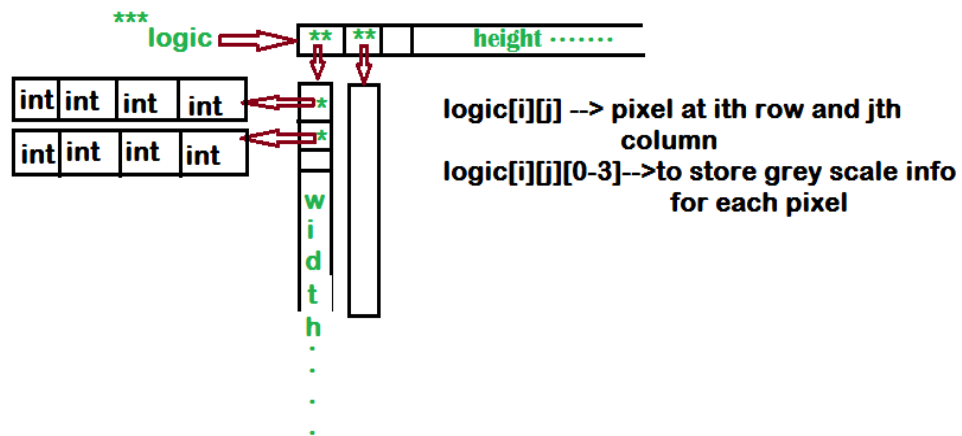 ***
logic
** ** height ·······
int int int int
*
int int int int
*
w
i
d
t
h
·
·
·
·
logic[i][j] --> pixel at ith row and jth
column
logic[i][j][0-3]-->to store grey scale info
for each pixel